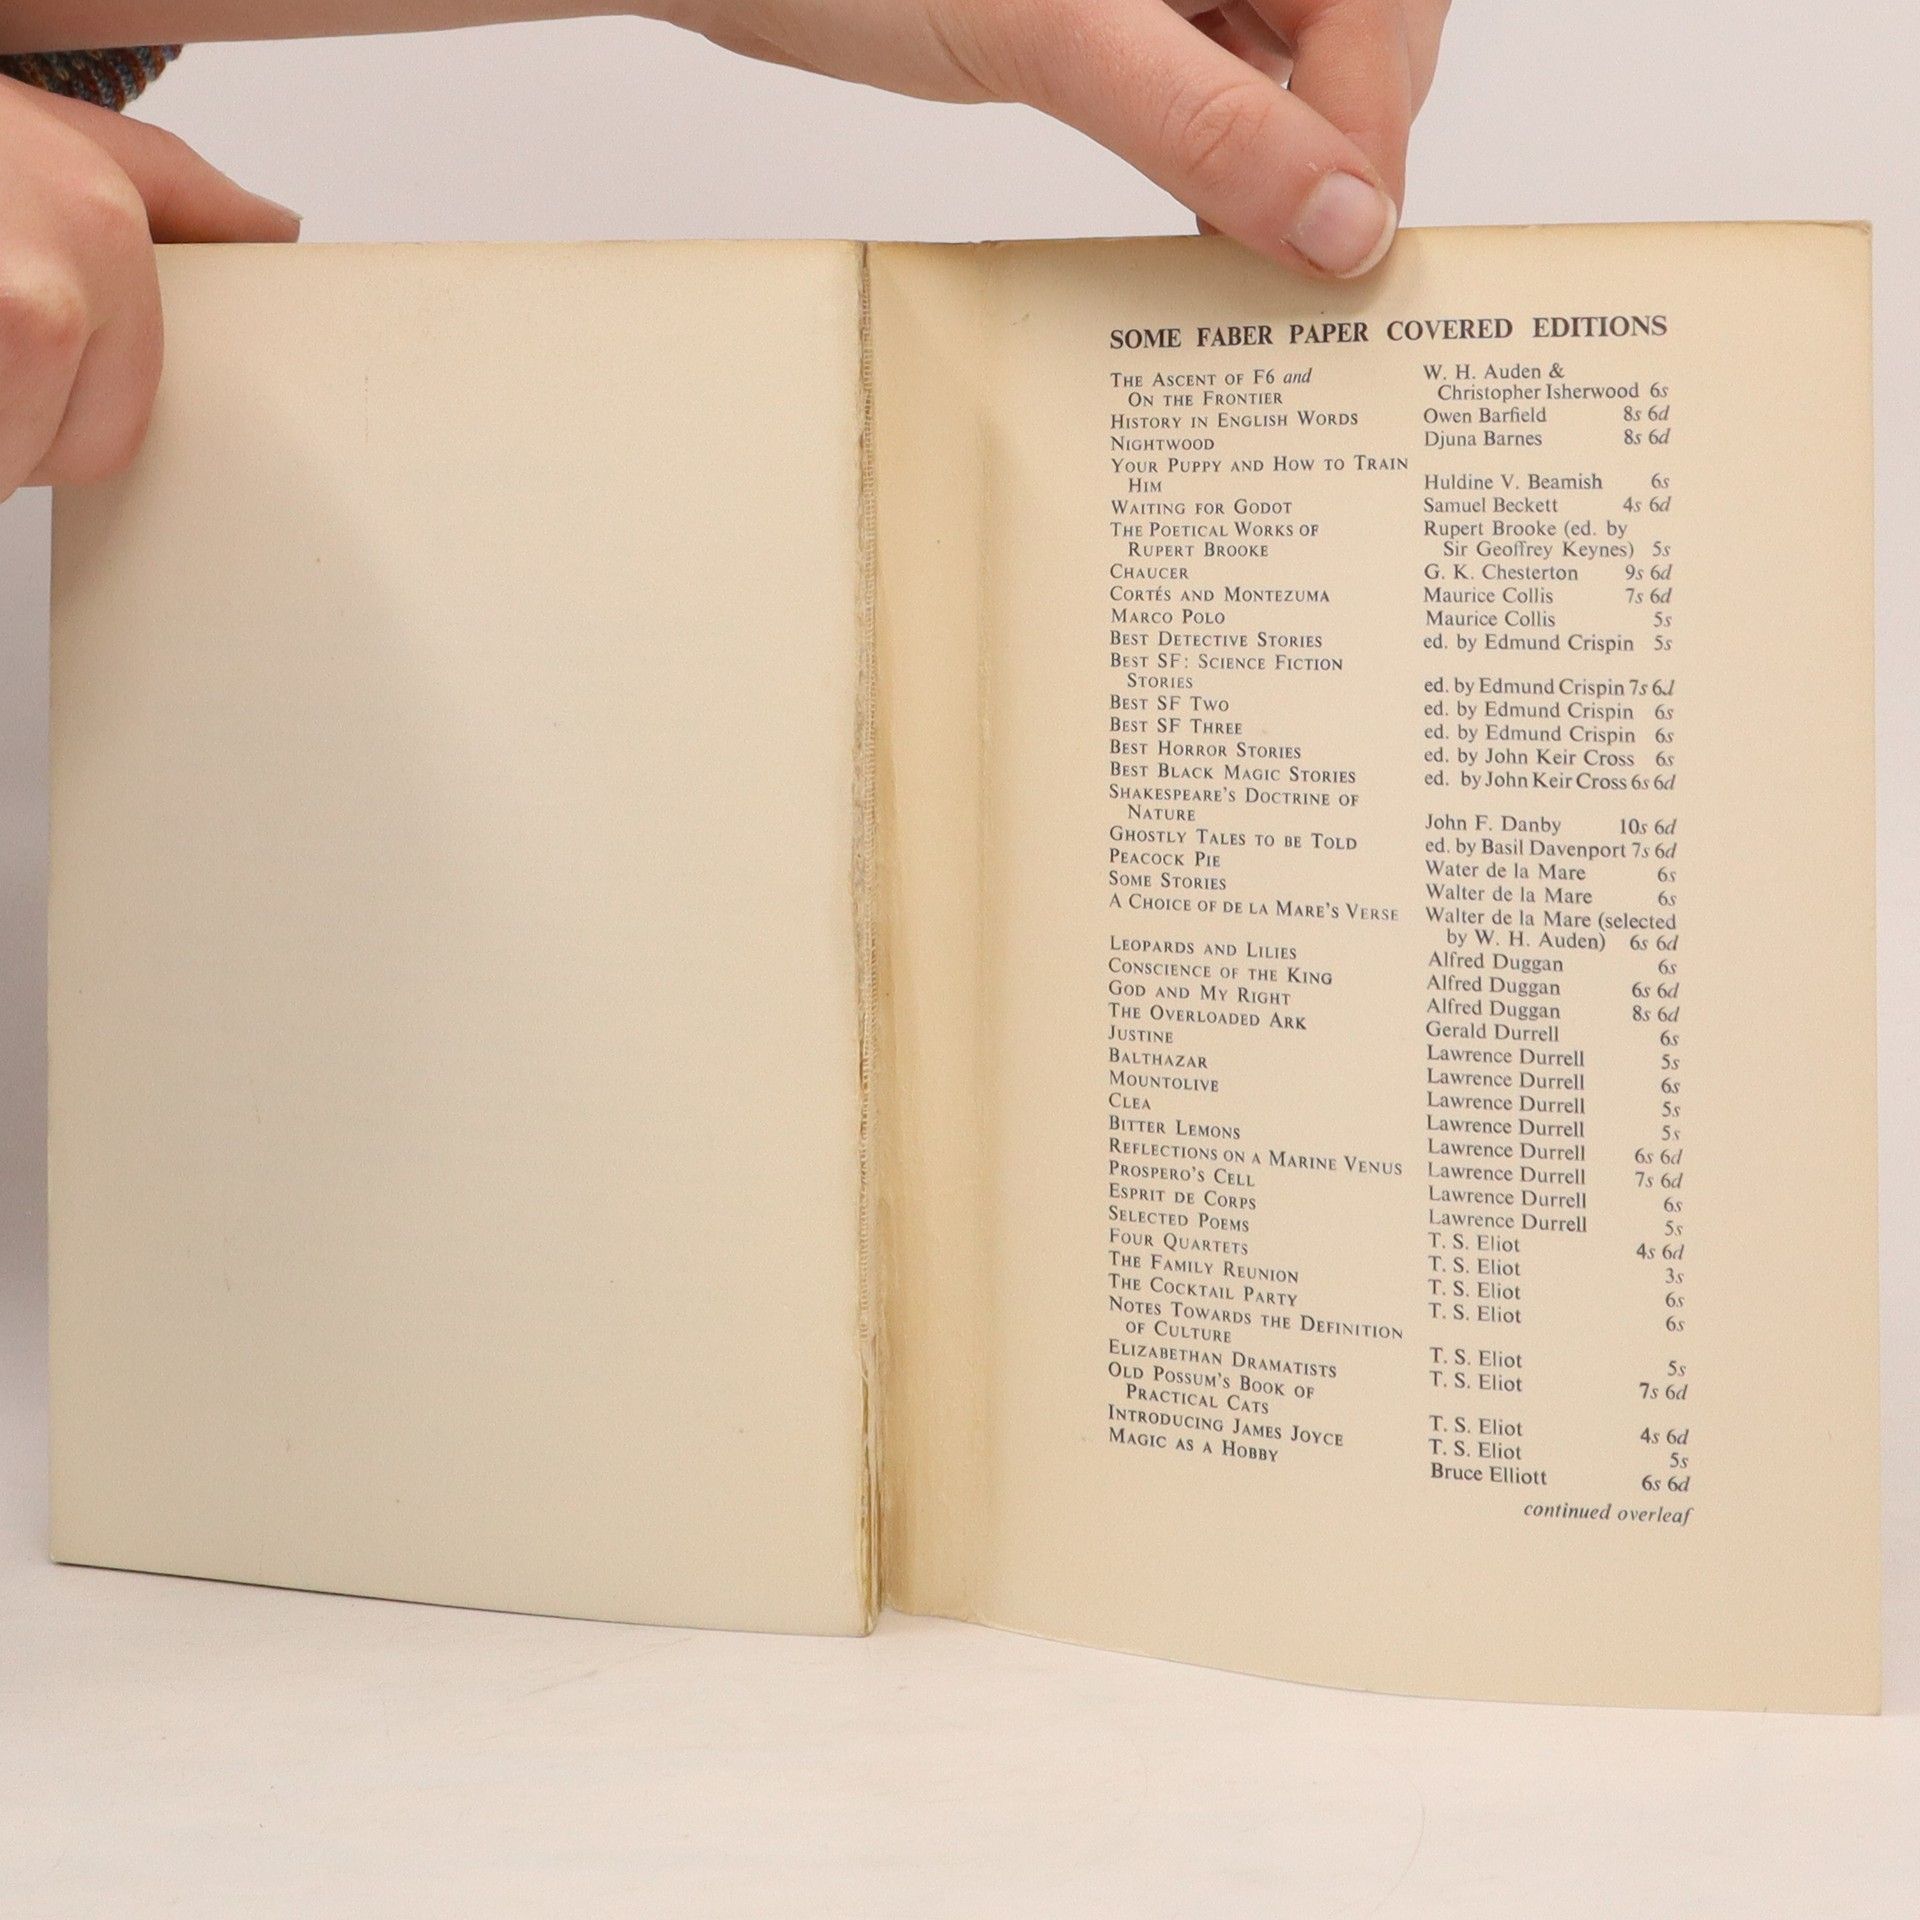 SOME FABER PAPER COVERED EDITIONS
THE ASCENT OF F6 and W. H. Auden &
ON THE FRONTIER Christopher Isherwood 6s
HISTORY IN ENGLISH WORDS Owen Barfield 8s 6d
NIGHTWOOD Djuna Barnes 8s 6d
YOUR PUPPY AND HOW TO TRAIN
HIM Huldine V. Beamish 6s
WAITING FOR GODOT Samuel Beckett 4s 6d
THE POETICAL WORKS OF Rupert Brooke (ed. by
RUPERT BROOKE Sir Geoffrey Keynes) 5s
CHAUCER G. K. Chesterton 9s 6d
CORTÉS AND MONTEZUMA Maurice Collis 7s 6d
MARCO POLO Maurice Collis 5s
BEST DETECTIVE STORIES ed. by Edmund Crispin 5s
BEST SF: SCIENCE FICTION
STORIES ed. by Edmund Crispin 7s 6d
BEST SF TWO ed. by Edmund Crispin 6s
BEST SF THREE ed. by Edmund Crispin 6s
BEST HORROR STORIES ed. by John Keir Cross 6s
BEST BLACK MAGIC STORIES ed. by John Keir Cross 6s 6d
SHAKESPEARE'S DOCTRINE OF
NATURE John F. Danby 10s 6d
GHOSTLY TALES TO BE TOLD ed. by Basil Davenport 7s 6d
PEACOCK PIE Water de la Mare 6s
SOME STORIES Walter de la Mare 6s
A CHOICE OF DE LA MARE'S VERSE Walter de la Mare (selected
by W. H. Auden) 6s 6d
LEOPARDS AND LILIES Alfred Duggan 6s
CONSCIENCE OF THE KING Alfred Duggan 6s 6d
GOD AND MY RIGHT Alfred Duggan 8s 6d
THE OVERLOADED ARK Gerald Durrell 6s
JUSTINE Lawrence Durrell 5s
BALTHAZAR Lawrence Durrell 6s
MOUNTOLIVE Lawrence Durrell 5s
CLEA Lawrence Durrell 5s
BITTER LEMONS Lawrence Durrell 6s 6d
REFLECTIONS ON A MARINE VENUS Lawrence Durrell 7s 6d
PROSPERO'S CELL Lawrence Durrell 6s
ESPRIT DE CORPS Lawrence Durrell 5s
SELECTED POEMS T. S. Eliot 4s 6d
FOUR QUARTETS T. S. Eliot 3s
THE FAMILY REUNION T. S. Eliot 6s
THE COCKTAIL PARTY T. S. Eliot 6s
NOTES TOWARDS THE DEFINITION
OF CULTURE T. S. Eliot 5s
ELIZABETHAN DRAMATISTS T. S. Eliot 7s 6d
OLD POSSUM'S BOOK OF
PRACTICAL CATS T. S. Eliot 4s 6d
INTRODUCING JAMES JOYCE T. S. Eliot 5s
MAGIC AS A HOBBY Bruce Elliott 6s 6d
continued overleaf